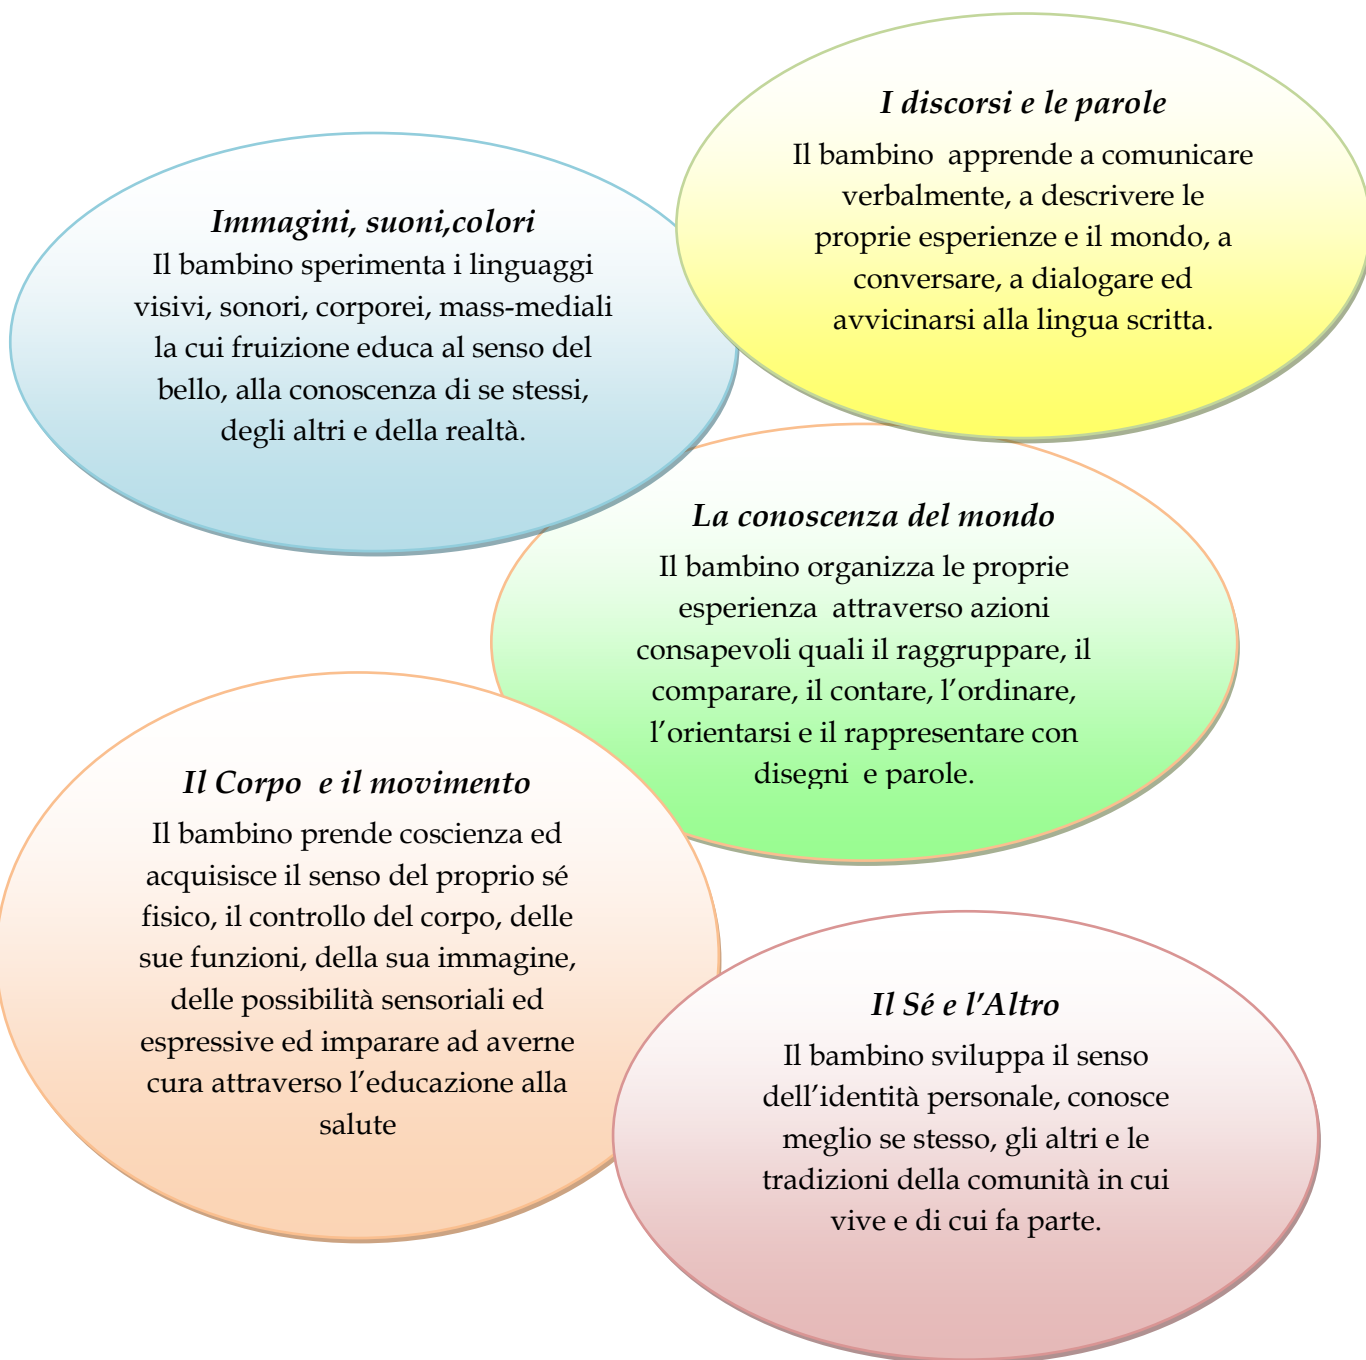 I discorsi e le parole
Il bambino  apprende a comunicare
verbalmente, a descrivere le
proprie esperienze e il mondo, a
conversare, a dialogare ed
avvicinarsi alla lingua scritta.
Immagini, suoni,colori
Il bambino sperimenta i linguaggi
visivi, sonori, corporei, mass-mediali
la cui fruizione educa al senso del
bello, alla conoscenza di se stessi,
degli altri e della realtà.
La conoscenza del mondo
Il bambino organizza le proprie
esperienza  attraverso azioni
consapevoli quali il raggruppare, il
comparare, il contare, l’ordinare,
l’orientarsi e il rappresentare con
disegni  e parole.
Il Corpo  e il movimento
Il bambino prende coscienza ed
acquisisce il senso del proprio sé
fisico, il controllo del corpo, delle
sue funzioni, della sua immagine,
delle possibilità sensoriali ed
espressive ed imparare ad averne
cura attraverso l’educazione alla
salute
Il Sé e l’Altro
Il bambino sviluppa il senso
dell’identità personale, conosce
meglio se stesso, gli altri e le
tradizioni della comunità in cui
vive e di cui fa parte.